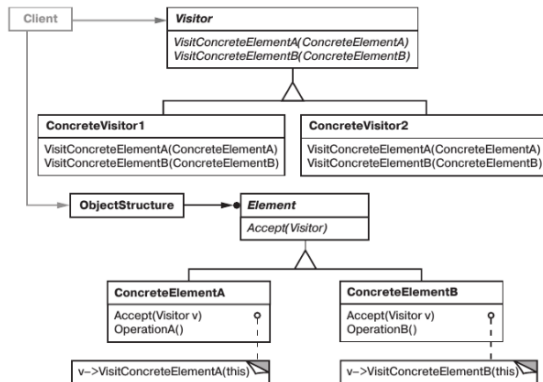 Client
Visitor
VisitConcreteElementA(ConcreteElementA)
VisitConcreteElementB(ConcreteElementB)
ConcreteVisitor1
VisitConcreteElementA(ConcreteElementA)
VisitConcreteElementB(ConcreteElementB)
ConcreteVisitor2
VisitConcreteElementA(ConcreteElementA)
VisitConcreteElementB(ConcreteElementB)
ObjectStructure
Element
Accept(Visitor)
ConcreteElementA
Accept(Visitor v)
OperationA()
ConcreteElementB
Accept(Visitor v)
OperationB()
v–>VisitConcreteElementA(this)
v–>VisitConcreteElementB(this)